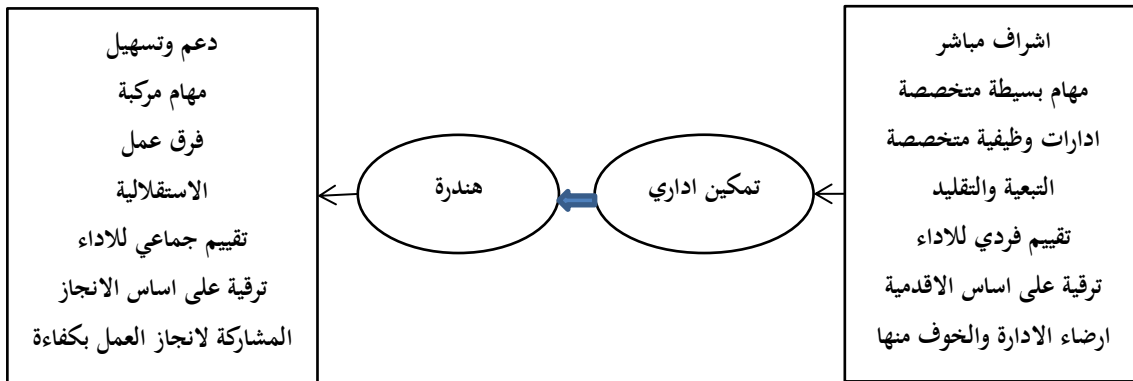 اشراف مباشر
مهام بسيطة متخصصة
ادارات وظيفية متخصصة
التبعية والتقليد
تقييم فردي للاداء
ترقية على اساس الاقدمية
ارضاء الادارة والخوف منها
تمكين اداري
هندرة
دعم وتسهيل
مهام مركبة
فرق عمل
الاستقلالية
تقييم جماعي للاداء
ترقية على اساس الانجاز
المشاركة لانجاز العمل بكفاءة